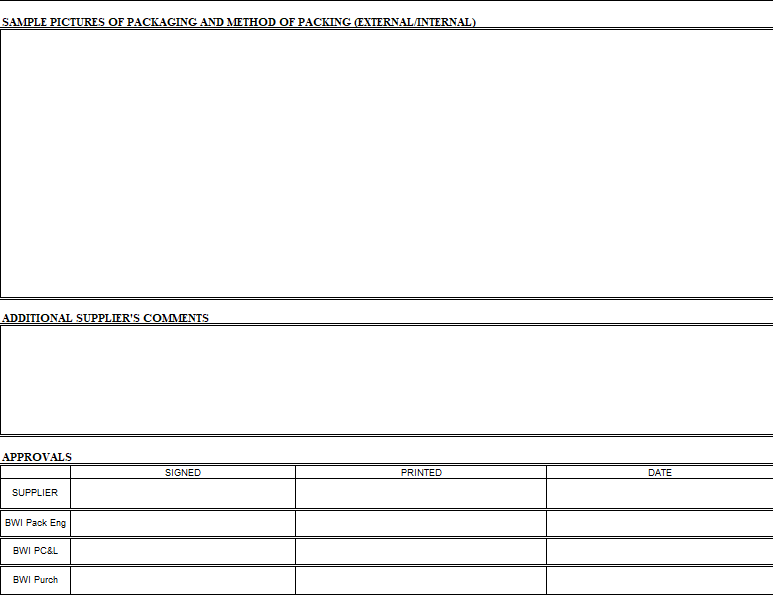 SAMPLE PICTURES OF PACKAGING AND METHOD OF PACKING (EXTERNAL/INTERNAL)
ADDITIONAL SUPPLIER'S COMMENTS
APPROVALS
SIGNED PRINTED DATE
SUPPLIER
BWI Pack Eng
BWI PC&L
BWI Purch